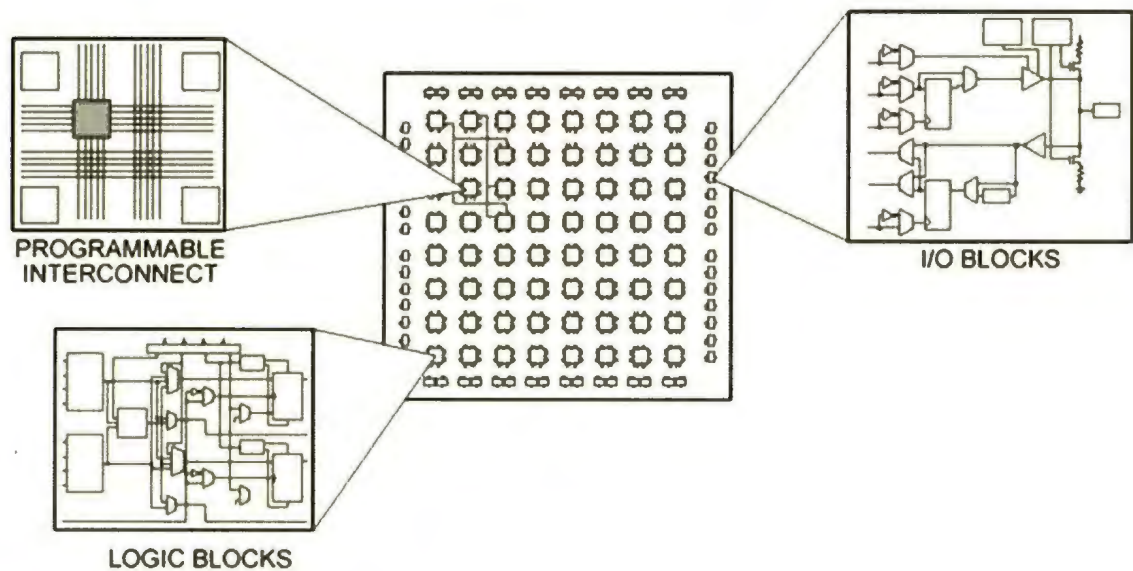 PROGRAMMABLE
INTERCONNECT
I/O BLOCKS
LOGIC BLOCKS